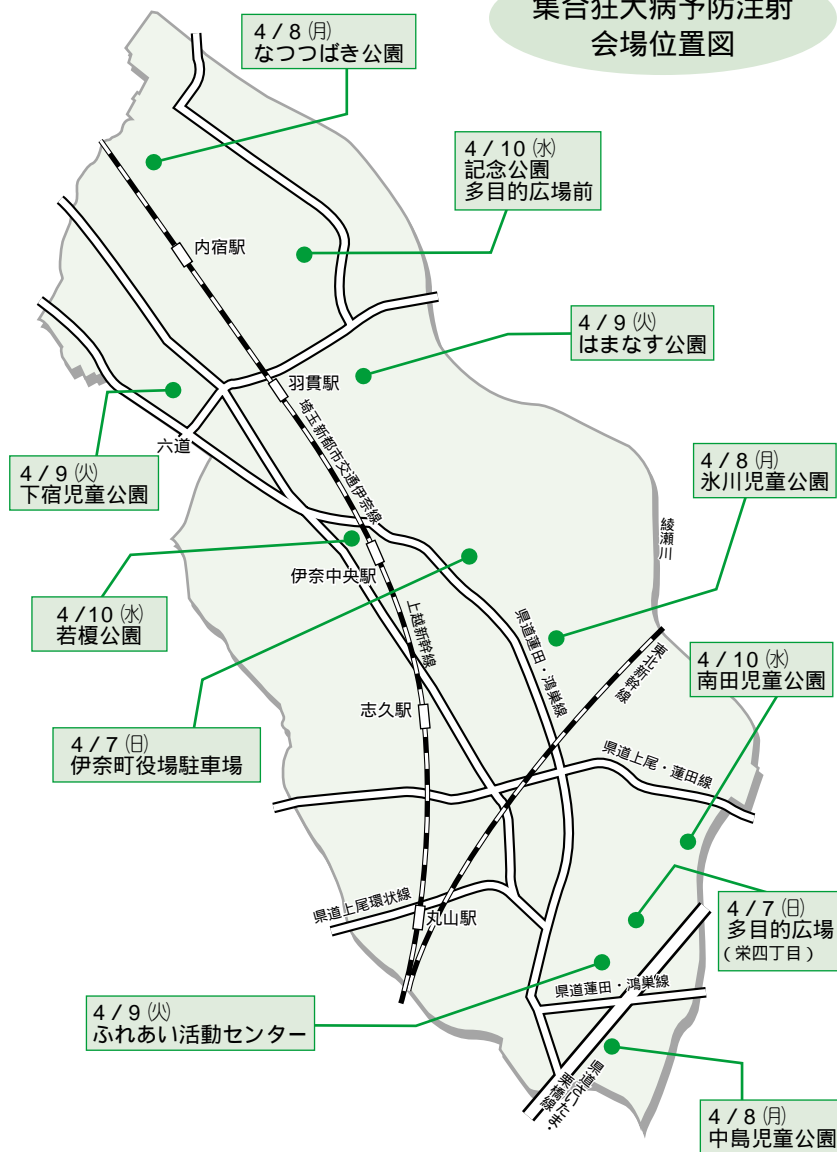 集合狂犬病予防注射
会場位置図
4/8㈪
なつつばき公園
4/10㈬
記念公園
多目的広場前
内宿駅
4/9㈫
はまなす公園
羽貫駅
六道
埼玉新都市交通伊奈線
4/9㈫
下宿児童公園
4/8㈪
氷川児童公園
綾瀬川
伊奈中央駅
4/10㈬
若榎公園
上越新幹線
県道蓮田・鴻巣線
東北新幹線
4/10㈬
南田児童公園
志久駅
4/7㈰
伊奈町役場駐車場
県道上尾・蓮田線
県道上尾環状線
丸山駅
4/7㈰
多目的広場
(栄四丁目)
県道蓮田・鴻巣線
4/9㈫
ふれあい活動センター
県道さいたま・
栗橋線
4/8㈪
中島児童公園